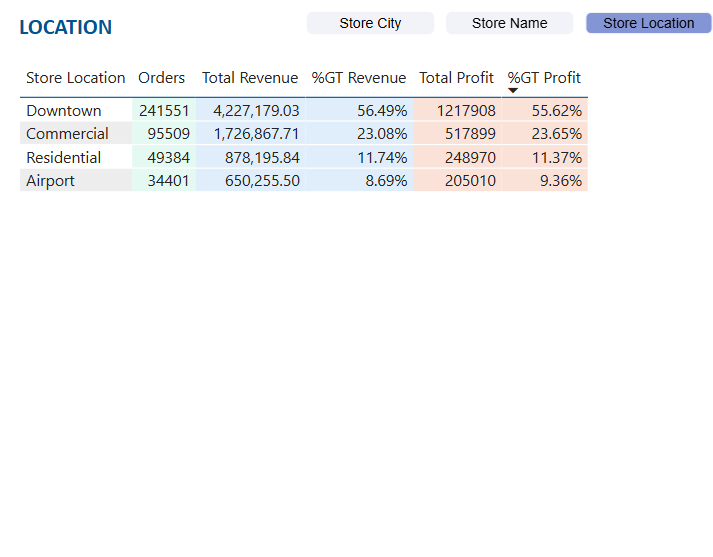 LOCATION Store City Store Name Store Location
Store Location Orders Total Revenue %GT Revenue Total Profit %GT Profit
Downtown 241551 4,227,179.03 56.49% 1217908 55.62%
Commercial 95509 1,726,867.71 23.08% 517899 23.65%
Residential 49384 878,195.84 11.74% 248970 11.37%
Airport 34401 650,255.50 8.69% 205010 9.36%